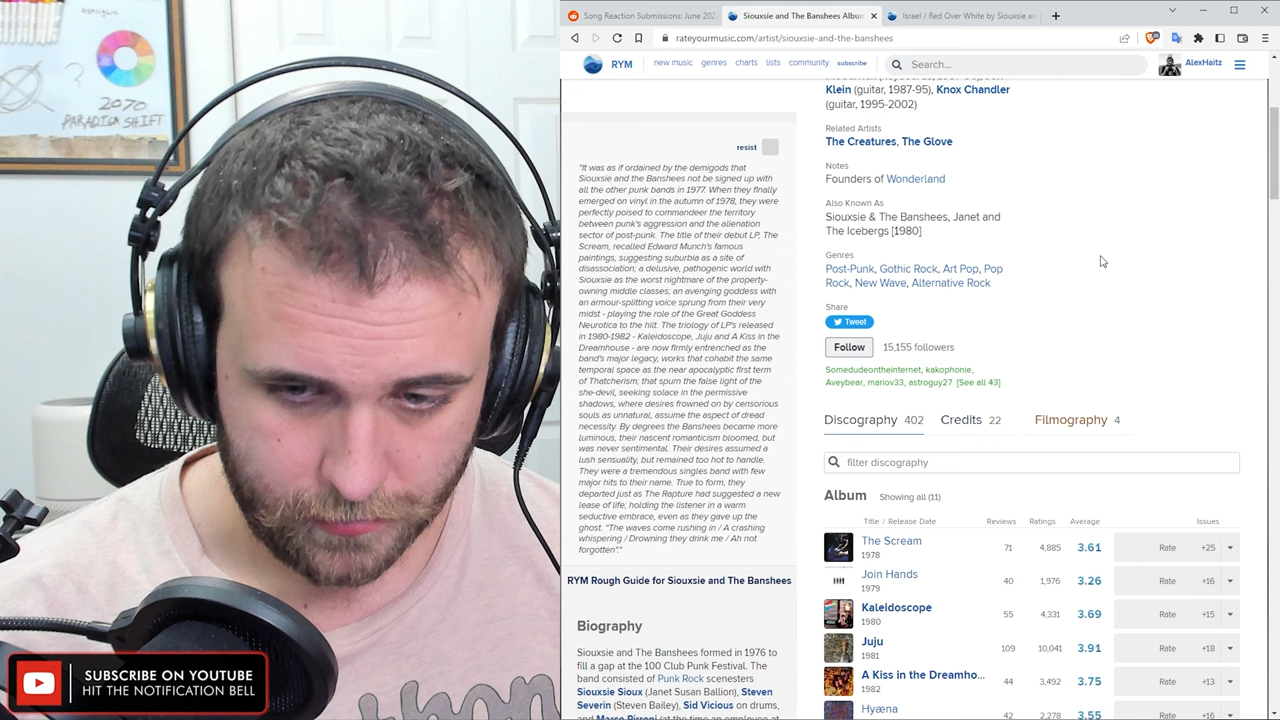 2070
PARADIGM SHIFT
SUBSCRIBE ON YOUTUBE
HIT THE NOTIFICATION BELL
Song Reaction Submissions: June 202
Siouxsie and The Banshees Album
Israel / Red Over White by Siouxsie an
rateyourmusic.com/artist/siouxsie-and-the-banshees
RYM
new music genres charts lists community subscribe
Search...
AlexHaitz
resist
"It was as if ordained by the demigods that
Siouxsie and the Banshees not be signed up with
all the other punk bands in 1977. When they finally
emerged on vinyl in the autumn of 1978, they were
perfectly poised to commandeer the territory
between punk's aggression and the alienation
sector of post-punk. The title of their debut LP, The
Scream, recalled Edward Munch's famous
paintings, suggesting suburbia as a site of
disassociation; a delusive, pathogenic world with
Siouxsie as the worst nightmare of the property-
owning middle classes; an avenging goddess with
an armour-splitting voice sprung from their very
midst - playing the role of the Great Goddess
Neurotica to the hilt. The triology of LP's released
in 1980-1982 - Kaleidoscope, Juju and A Kiss in the
Dreamhouse - are now firmly entrenched as the
band's major legacy, works that cohabit the same
temporal space as the near apocalyptic first term
of Thatcherism; that spurn the false light of the
she-devil, seeking solace in the permissive
shadows, where desires frowned on by censorious
souls as unnatural, assume the aspect of dread
necessity. By degrees the Banshees became more
luminous, their nascent romanticism bloomed, but
was never sentimental. Their desires assumed a
lush sensuality, but remained too hot to handle.
They were a tremendous singles band with few
major hits to their name. True to form, they
departed just as The Rapture had suggested a new
lease of life; holding the listener in a warm
seductive embrace, even as they gave up the
ghost. "The waves come rushing in / A crashing
whispering / Drowning they drink me / Ah not
forgotten"."
RYM Rough Guide for Siouxsie and The Banshees
Biography
Siouxsie and The Banshees formed in 1976 to
fill a gap at the 100 Club Punk Festival. The
band consisted of Punk Rock scenesters
Siouxsie Sioux (Janet Susan Ballion), Steven
Severin (Steven Bailey), Sid Vicious on drums,
and Marco Pirroni (at the time an employee at
Klein (guitar, 1987-95), Knox Chandler
(guitar, 1995-2002)
Related Artists
The Creatures, The Glove
Notes
Founders of Wonderland
Also Known As
Siouxsie & The Banshees, Janet and
The Icebergs [1980]
Genres
Post-Punk, Gothic Rock, Art Pop, Pop
Rock, New Wave, Alternative Rock
Share
Tweet
Follow 15,155 followers
Somedudeontheinternet, kakophonie,
Aveybear, mariov33, astroguy27 [See all 43]
Discography 402 Credits 22 Filmography 4
filter discography
Album Showing all (11)
Title / Release Date Reviews Ratings Average Issues
The Scream 71 4,885 3.61 Rate +25
1978
Join Hands 40 1,976 3.26 Rate +16
1979
Kaleidoscope 55 4,331 3.69 Rate +15
1980
Juju 109 10,041 3.91 Rate +18
1981
A Kiss in the Dreamho... 44 3,492 3.75 Rate +13
1982
Hyæna 42 2,278 3.55 Rate +16